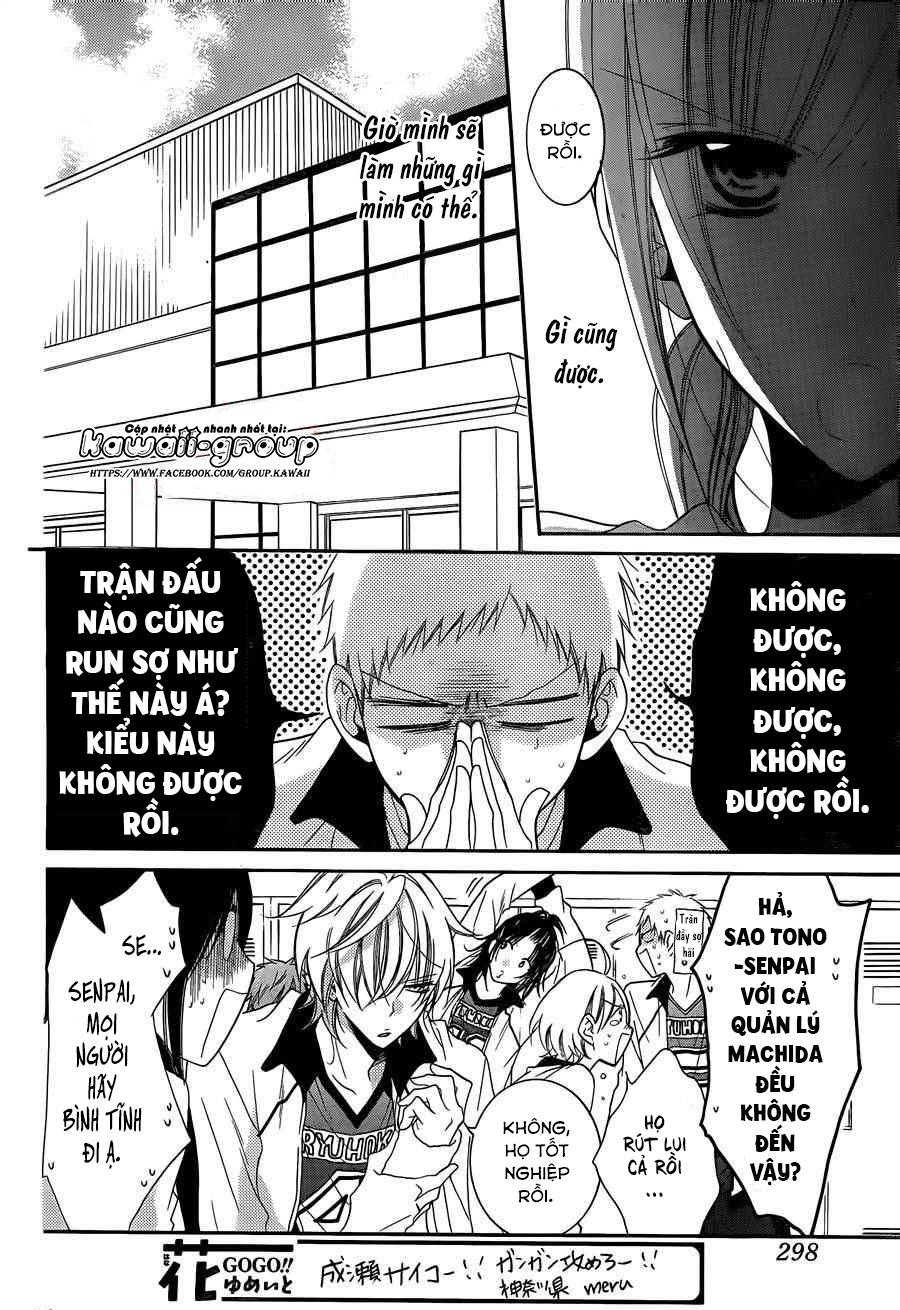 ĐƯỢC
RỒI.
Gì cũng
được.
Giờ mình sẽ
làm những gì
mình có thể.
Cập nhật nhanh nhất tại:
kawaii-group
HTTPS://WWW.FACEBOOK.COM/GROUP.KAWAII
KHÔNG
ĐƯỢC,
KHÔNG
ĐƯỢC,
KHÔNG
ĐƯỢC RỒI.
TRẬN ĐẤU
NÀO CŨNG
RUN SỢ NHƯ
THẾ NÀY Á?
KIỂU NÀY
KHÔNG ĐƯỢC
RỒI.
HẢ,
SAO TONO
-SENPAI
VỚI CẢ
QUẢN LÝ
MACHIDA
ĐỀU
KHÔNG
ĐẾN
VẬY?
Trân
dầy sợ
hãi
HỌ
RÚT LUI
CẢ RỒI
...
KHÔNG,
HỌ TỐT
NGHIỆP
RỒI.
RYUHOK
SE...
SENPAI,
MỌI
NGƯỜI
HÃY
BÌNH TĨNH
ĐI Ạ.
298
花 GOGO!!
ゆめいと
成瀬サイコー!! ガンガン攻めろー!!
神奈川県 meru